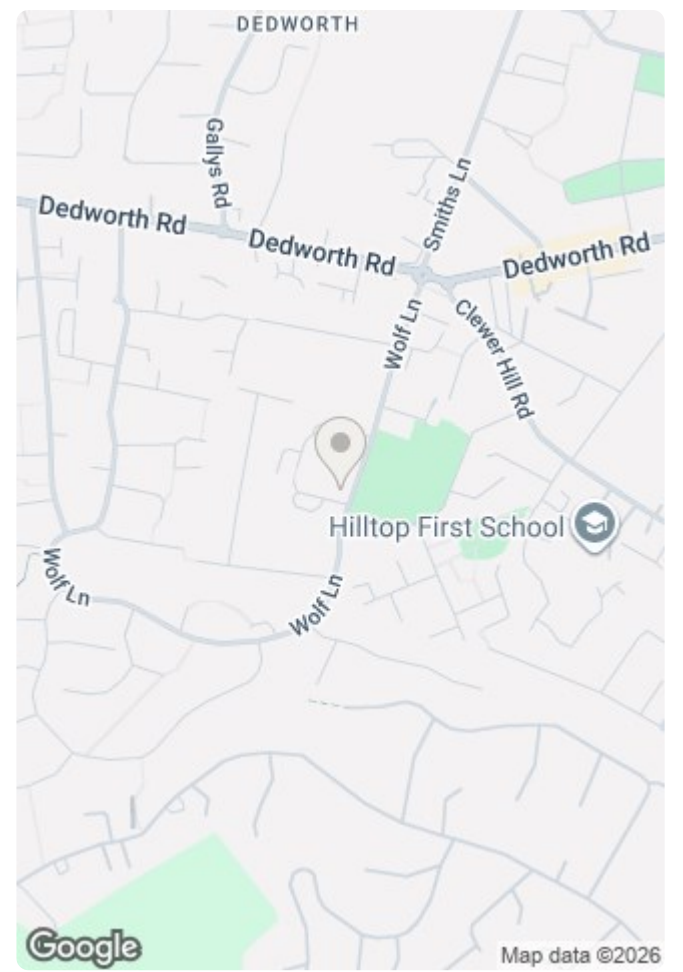 DEDWORTH
Gallys Rd
Smiths Ln
Dedworth Rd
Dedworth Rd
Dedworth Rd
Wolf Ln
Clewer Hill Rd
Hilltop First School
Wolf Ln
Wolf Ln
Google
Map data ©2026